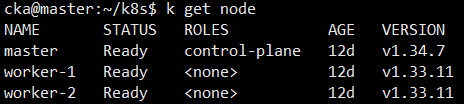 cka@master:~/k8s$ k get node
NAME STATUS ROLES AGE VERSION
master Ready control-plane 12d v1.34.7
worker-1 Ready <none> 12d v1.33.11
worker-2 Ready <none> 12d v1.33.11